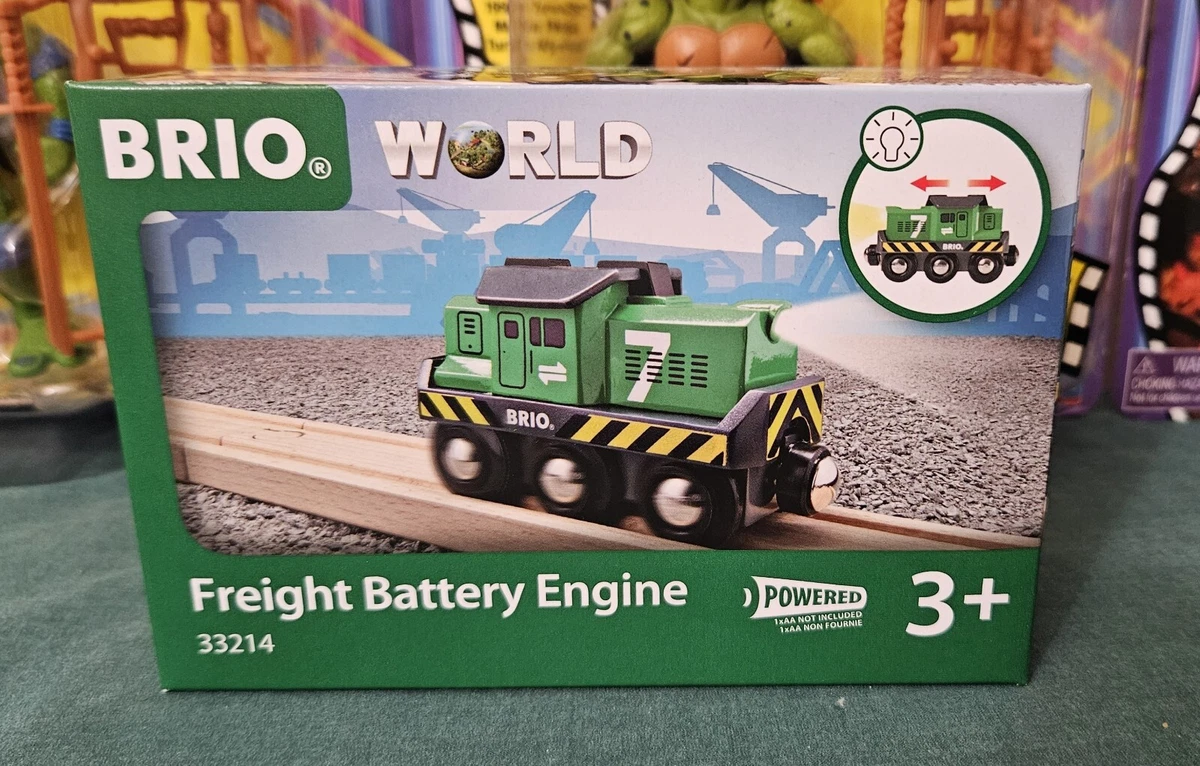 BRIO®
WORLD
7
BRIO.
7
BRIO®
Freight Battery Engine
33214
POWERED
1xAA NOT INCLUDED
1xAA NON FOURNIE
3+